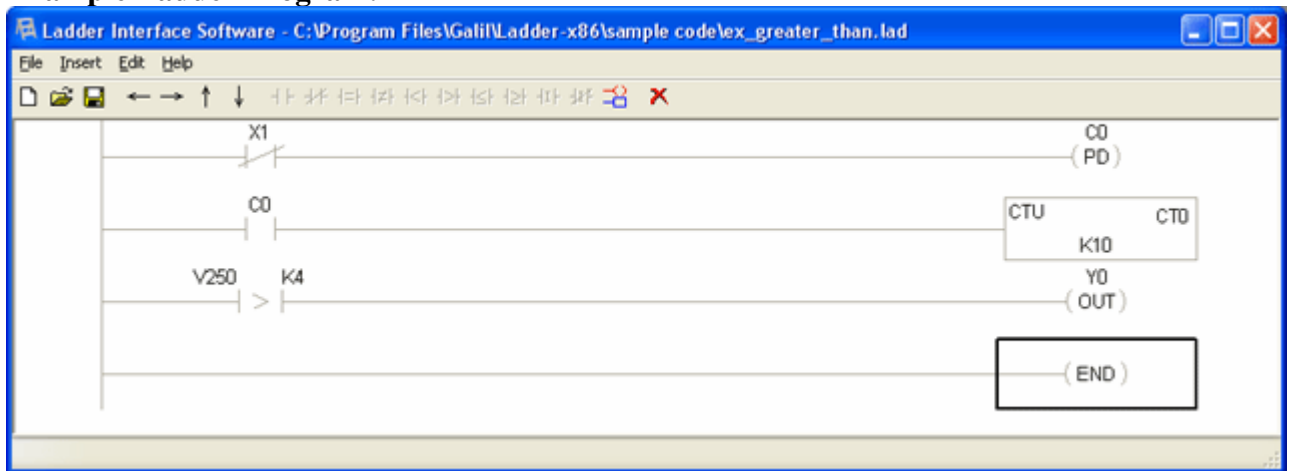 Ladder Interface Software - C:\Program Files\Galil\Ladder-x86\sample code\ex_greater_than.lad
File Insert Edit Help
X1
C0
PD
C0
CTU CT0
K10
V250 K4
>
Y0
OUT
END